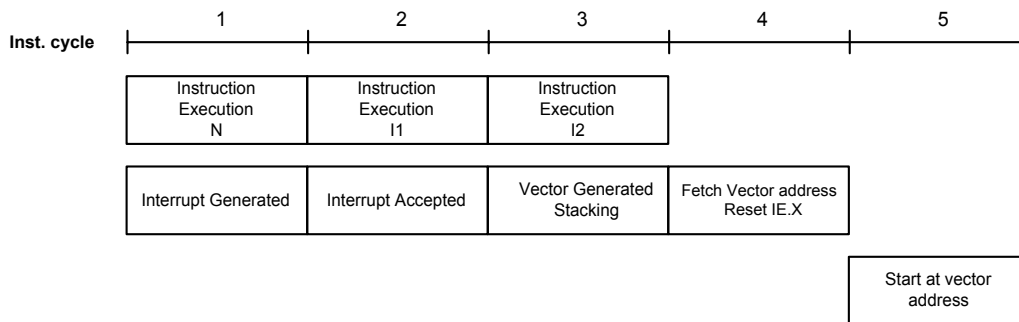 1 2 3 4 5
Inst. cycle
Instruction Execution N
Instruction Execution I1
Instruction Execution I2
Interrupt Generated
Interrupt Accepted
Vector Generated
Stacking
Fetch Vector address
Reset IE.X
Start at vector
address